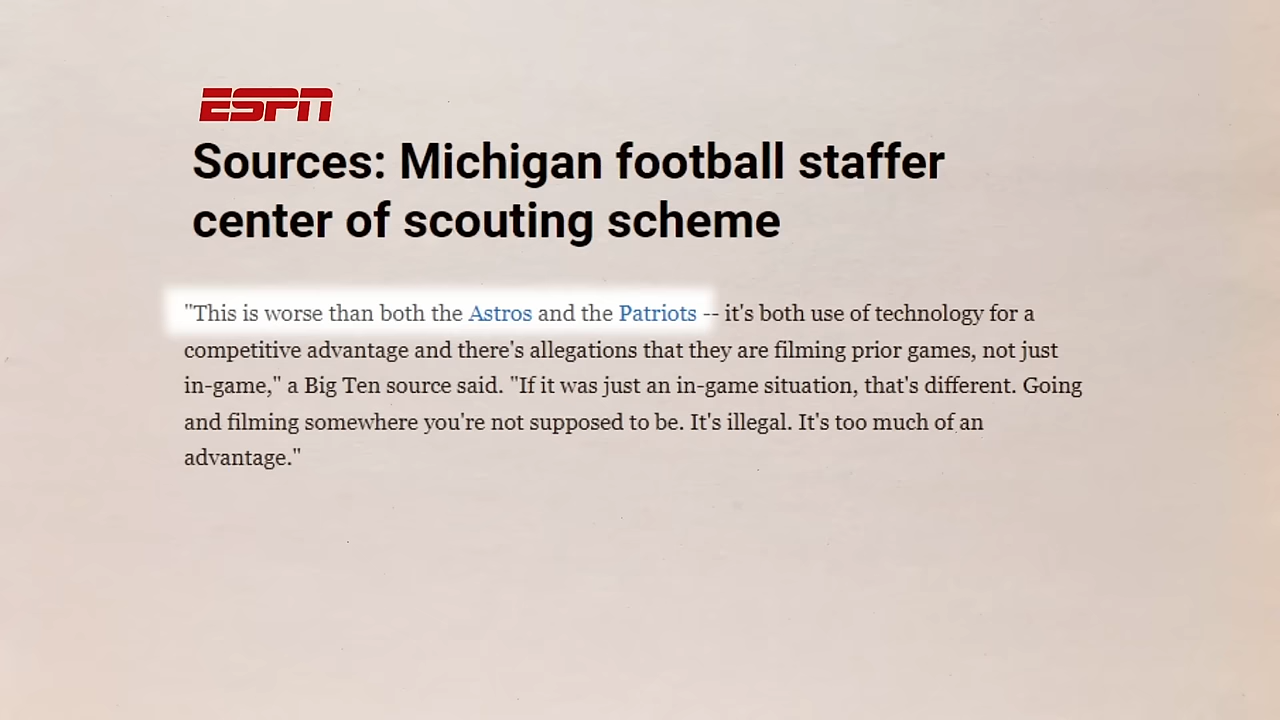 ESPN
Sources: Michigan football staffer
center of scouting scheme
"This is worse than both the Astros and the Patriots -- it's both use of technology for a
competitive advantage and there's allegations that they are filming prior games, not just
in-game," a Big Ten source said. "If it was just an in-game situation, that's different. Going
and filming somewhere you're not supposed to be. It's illegal. It's too much of an
advantage."